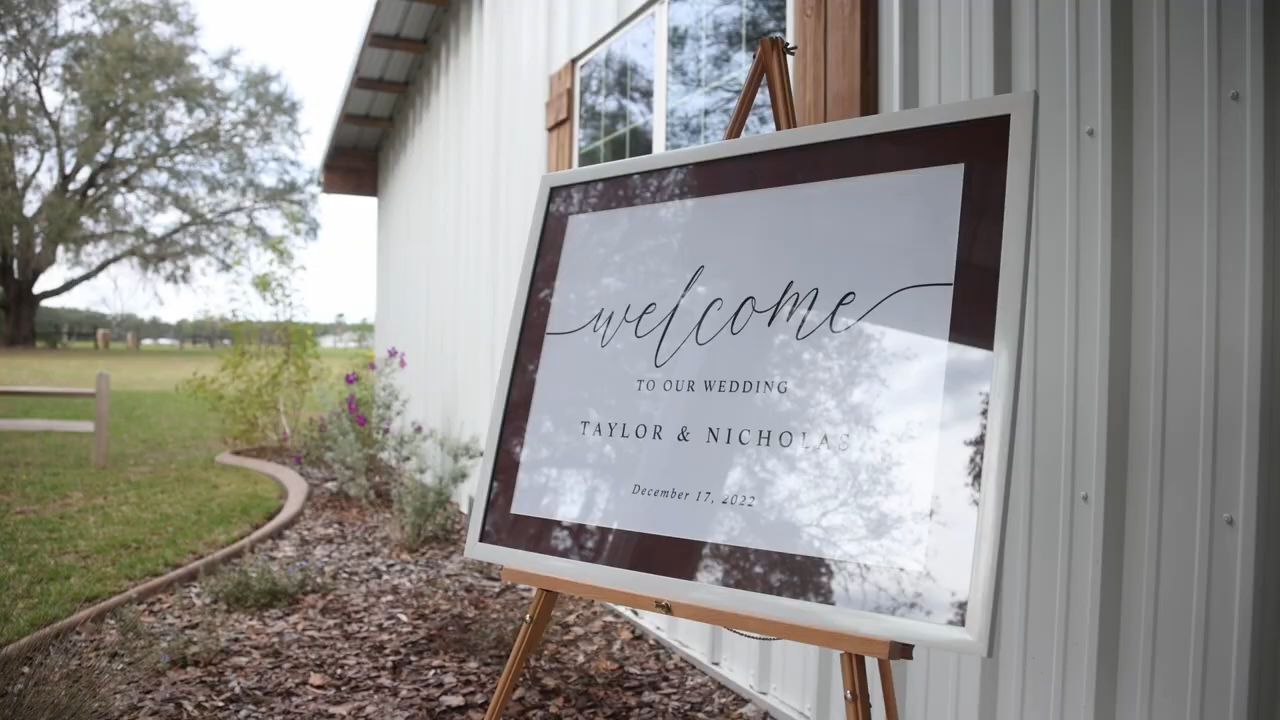 welcome
TO OUR WEDDING
TAYLOR & NICHOLAS
December 17, 2022